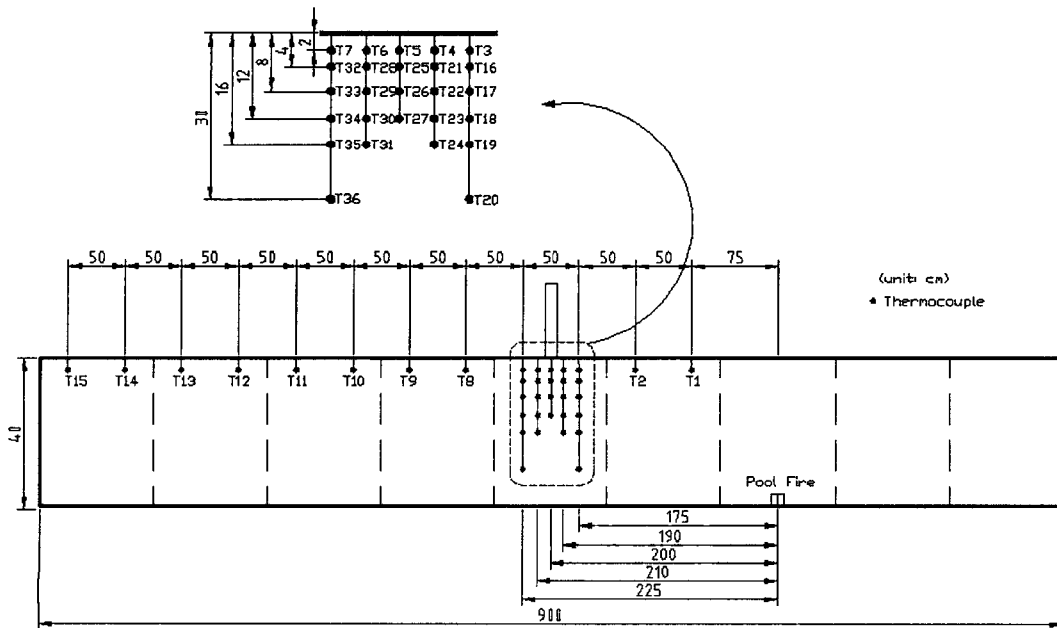 2
4
8
12
16
30
T7 T6 T5 T4 T3
T32 T28 T25 T21 T16
T33 T29 T26 T22 T17
T34 T30 T27 T23 T18
T35 T31 T24 T19
T36 T20
50 50 50 50 50 50 50 50 50 50 50 75
(unit: cm)
Thermocouple
T15 T14 T13 T12 T11 T10 T9 T8 T2 T1
40
Pool Fire
175
190
200
210
225
900